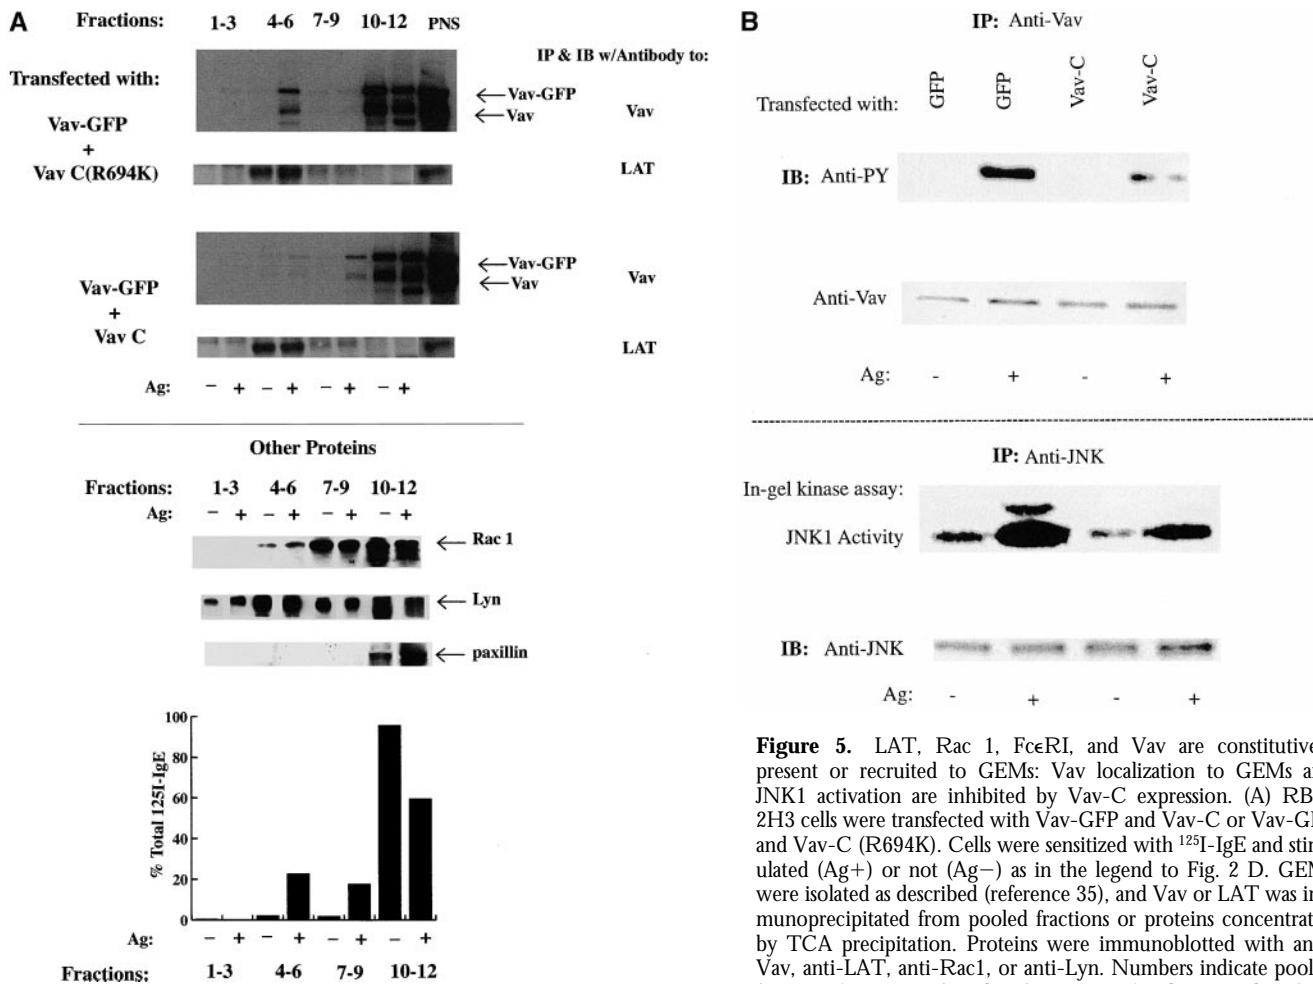 A
Fractions: 1-3 4-6 7-9 10-12 PNS
IP & IB w/Antibody to:
Transfected with:
Vav-GFP
+
Vav C(R694K)
Vav-GFP
Vav
Vav
LAT
Vav-GFP
+
Vav C
Vav-GFP
Vav
Vav
LAT
Ag: – + – + – + – +
Other Proteins
Fractions: 1-3 4-6 7-9 10-12
Ag: – + – + – + – +
Rac 1
Lyn
paxillin
% Total 125I-IgE
100
80
60
40
20
0
Ag: – + – + – + – +
Fractions: 1-3 4-6 7-9 10-12
B
IP: Anti-Vav
Transfected with: GFP GFP Vav-C Vav-C
IB: Anti-PY
Anti-Vav
Ag: - + - +
IP: Anti-JNK
In-gel kinase assay:
JNK1 Activity
IB: Anti-JNK
Ag: - + - +
Figure 5. LAT, Rac 1, FcεRI, and Vav are constitutive
present or recruited to GEMs: Vav localization to GEMs a
JNK1 activation are inhibited by Vav-C expression. (A) RB
2H3 cells were transfected with Vav-GFP and Vav-C or Vav-G
and Vav-C (R694K). Cells were sensitized with 125I-IgE and stim
ulated (Ag+) or not (Ag−) as in the legend to Fig. 2 D. GEM
were isolated as described (reference 35), and Vav or LAT was in
munoprecipitated from pooled fractions or proteins concentrat
by TCA precipitation. Proteins were immunoblotted with an
Vav, anti-LAT, anti-Rac1, or anti-Lyn. Numbers indicate pool